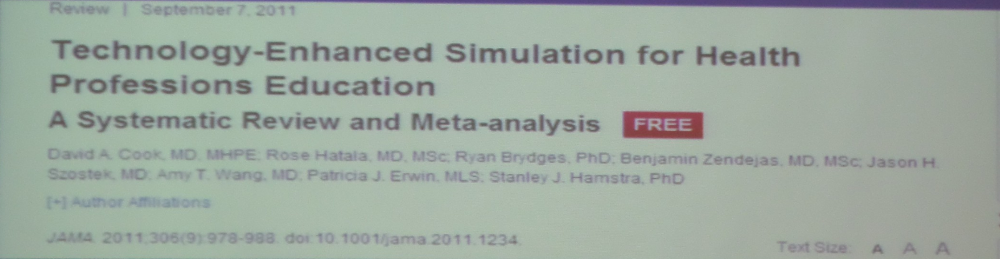 Review | September 7, 2011
Technology-Enhanced Simulation for Health
Professions Education
A Systematic Review and Meta-analysis FREE
David A. Cook, MD, MHPE; Rose Hatala, MD, MSc; Ryan Brydges, PhD; Benjamin Zendejas, MD, MSc; Jason H.
Szostek, MD; Amy T. Wang, MD; Patricia J. Erwin, MLS; Stanley J. Hamstra, PhD
[+] Author Affiliations
JAMA. 2011;306(9):978-988. doi:10.1001/jama.2011.1234.
Text Size: A A A